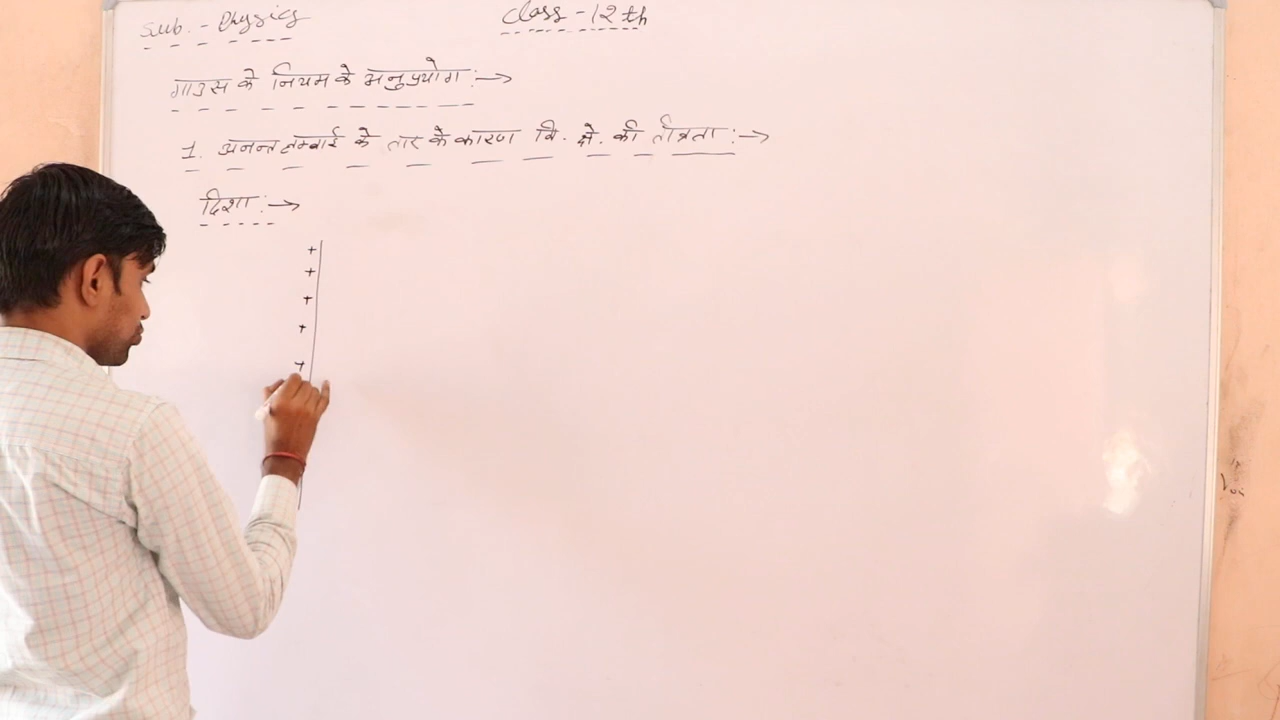 Sub. - Physics
Class - 12th
गाउस के नियम के अनुप्रयोग :→
1. अनन्त लम्बाई के तार के कारण वि. क्षे. की तीव्रता :→
दिशा :→
+
+
+
+
+